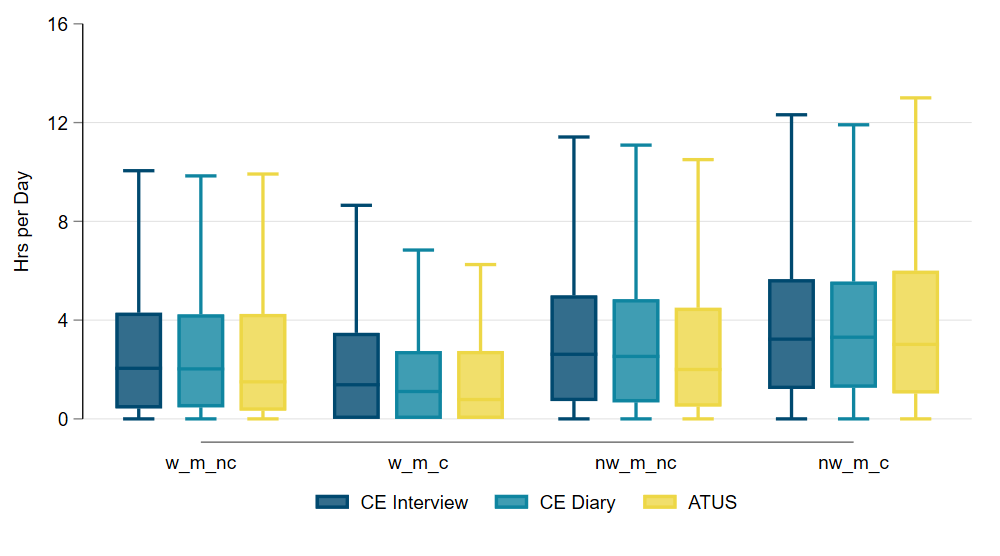 16
12
8
4
0
Hrs per Day
w_m_nc
w_m_c
nw_m_nc
nw_m_c
CE Interview
CE Diary
ATUS